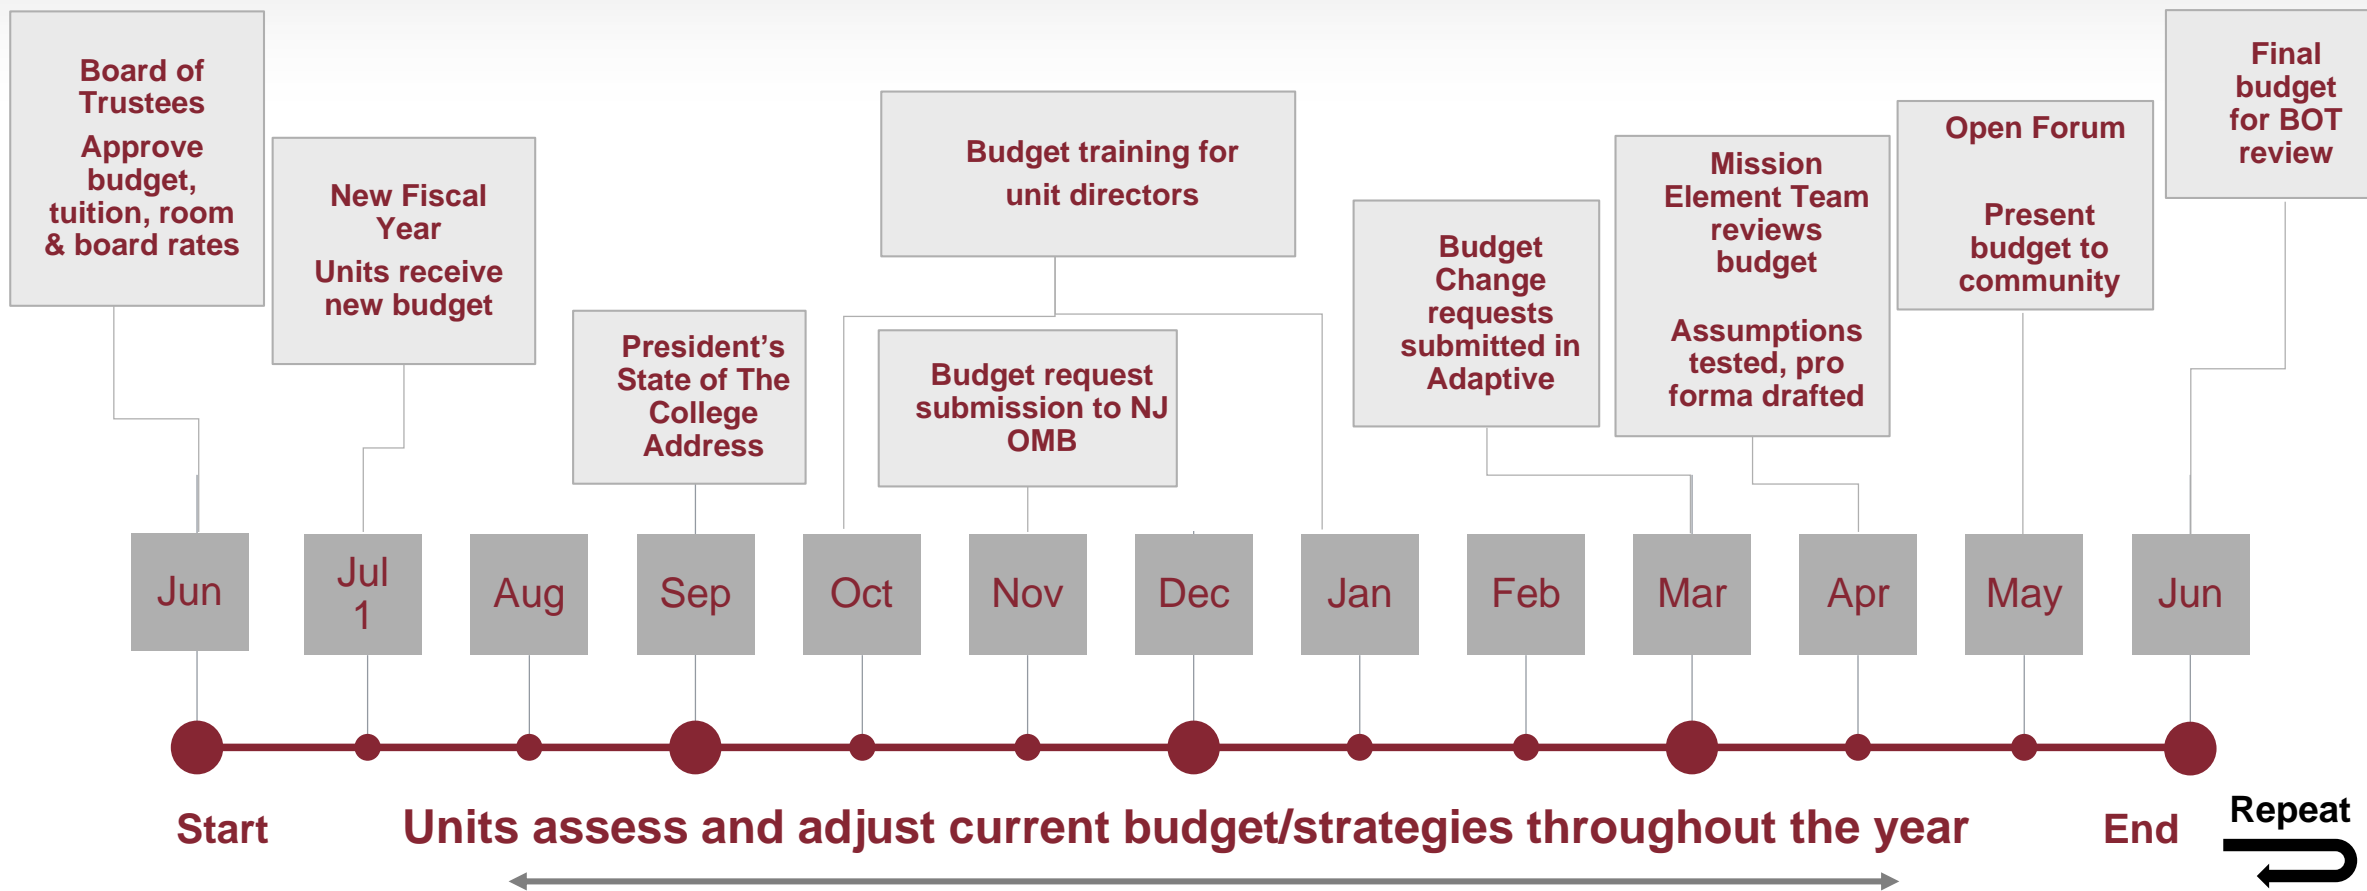 Board of
Trustees
Approve
budget,
tuition, room
& board rates
New Fiscal
Year
Units receive
new budget
President’s
State of The
College
Address
Budget training for
unit directors
Budget request
submission to NJ
OMB
Budget
Change
requests
submitted in
Adaptive
Mission
Element Team
reviews
budget
Assumptions
tested, pro
forma drafted
Open Forum
Present
budget to
community
Final
budget
for BOT
review
Jun
Jul
1
Aug
Sep
Oct
Nov
Dec
Jan
Feb
Mar
Apr
May
Jun
Start
Units assess and adjust current budget/strategies throughout the year
End
Repeat